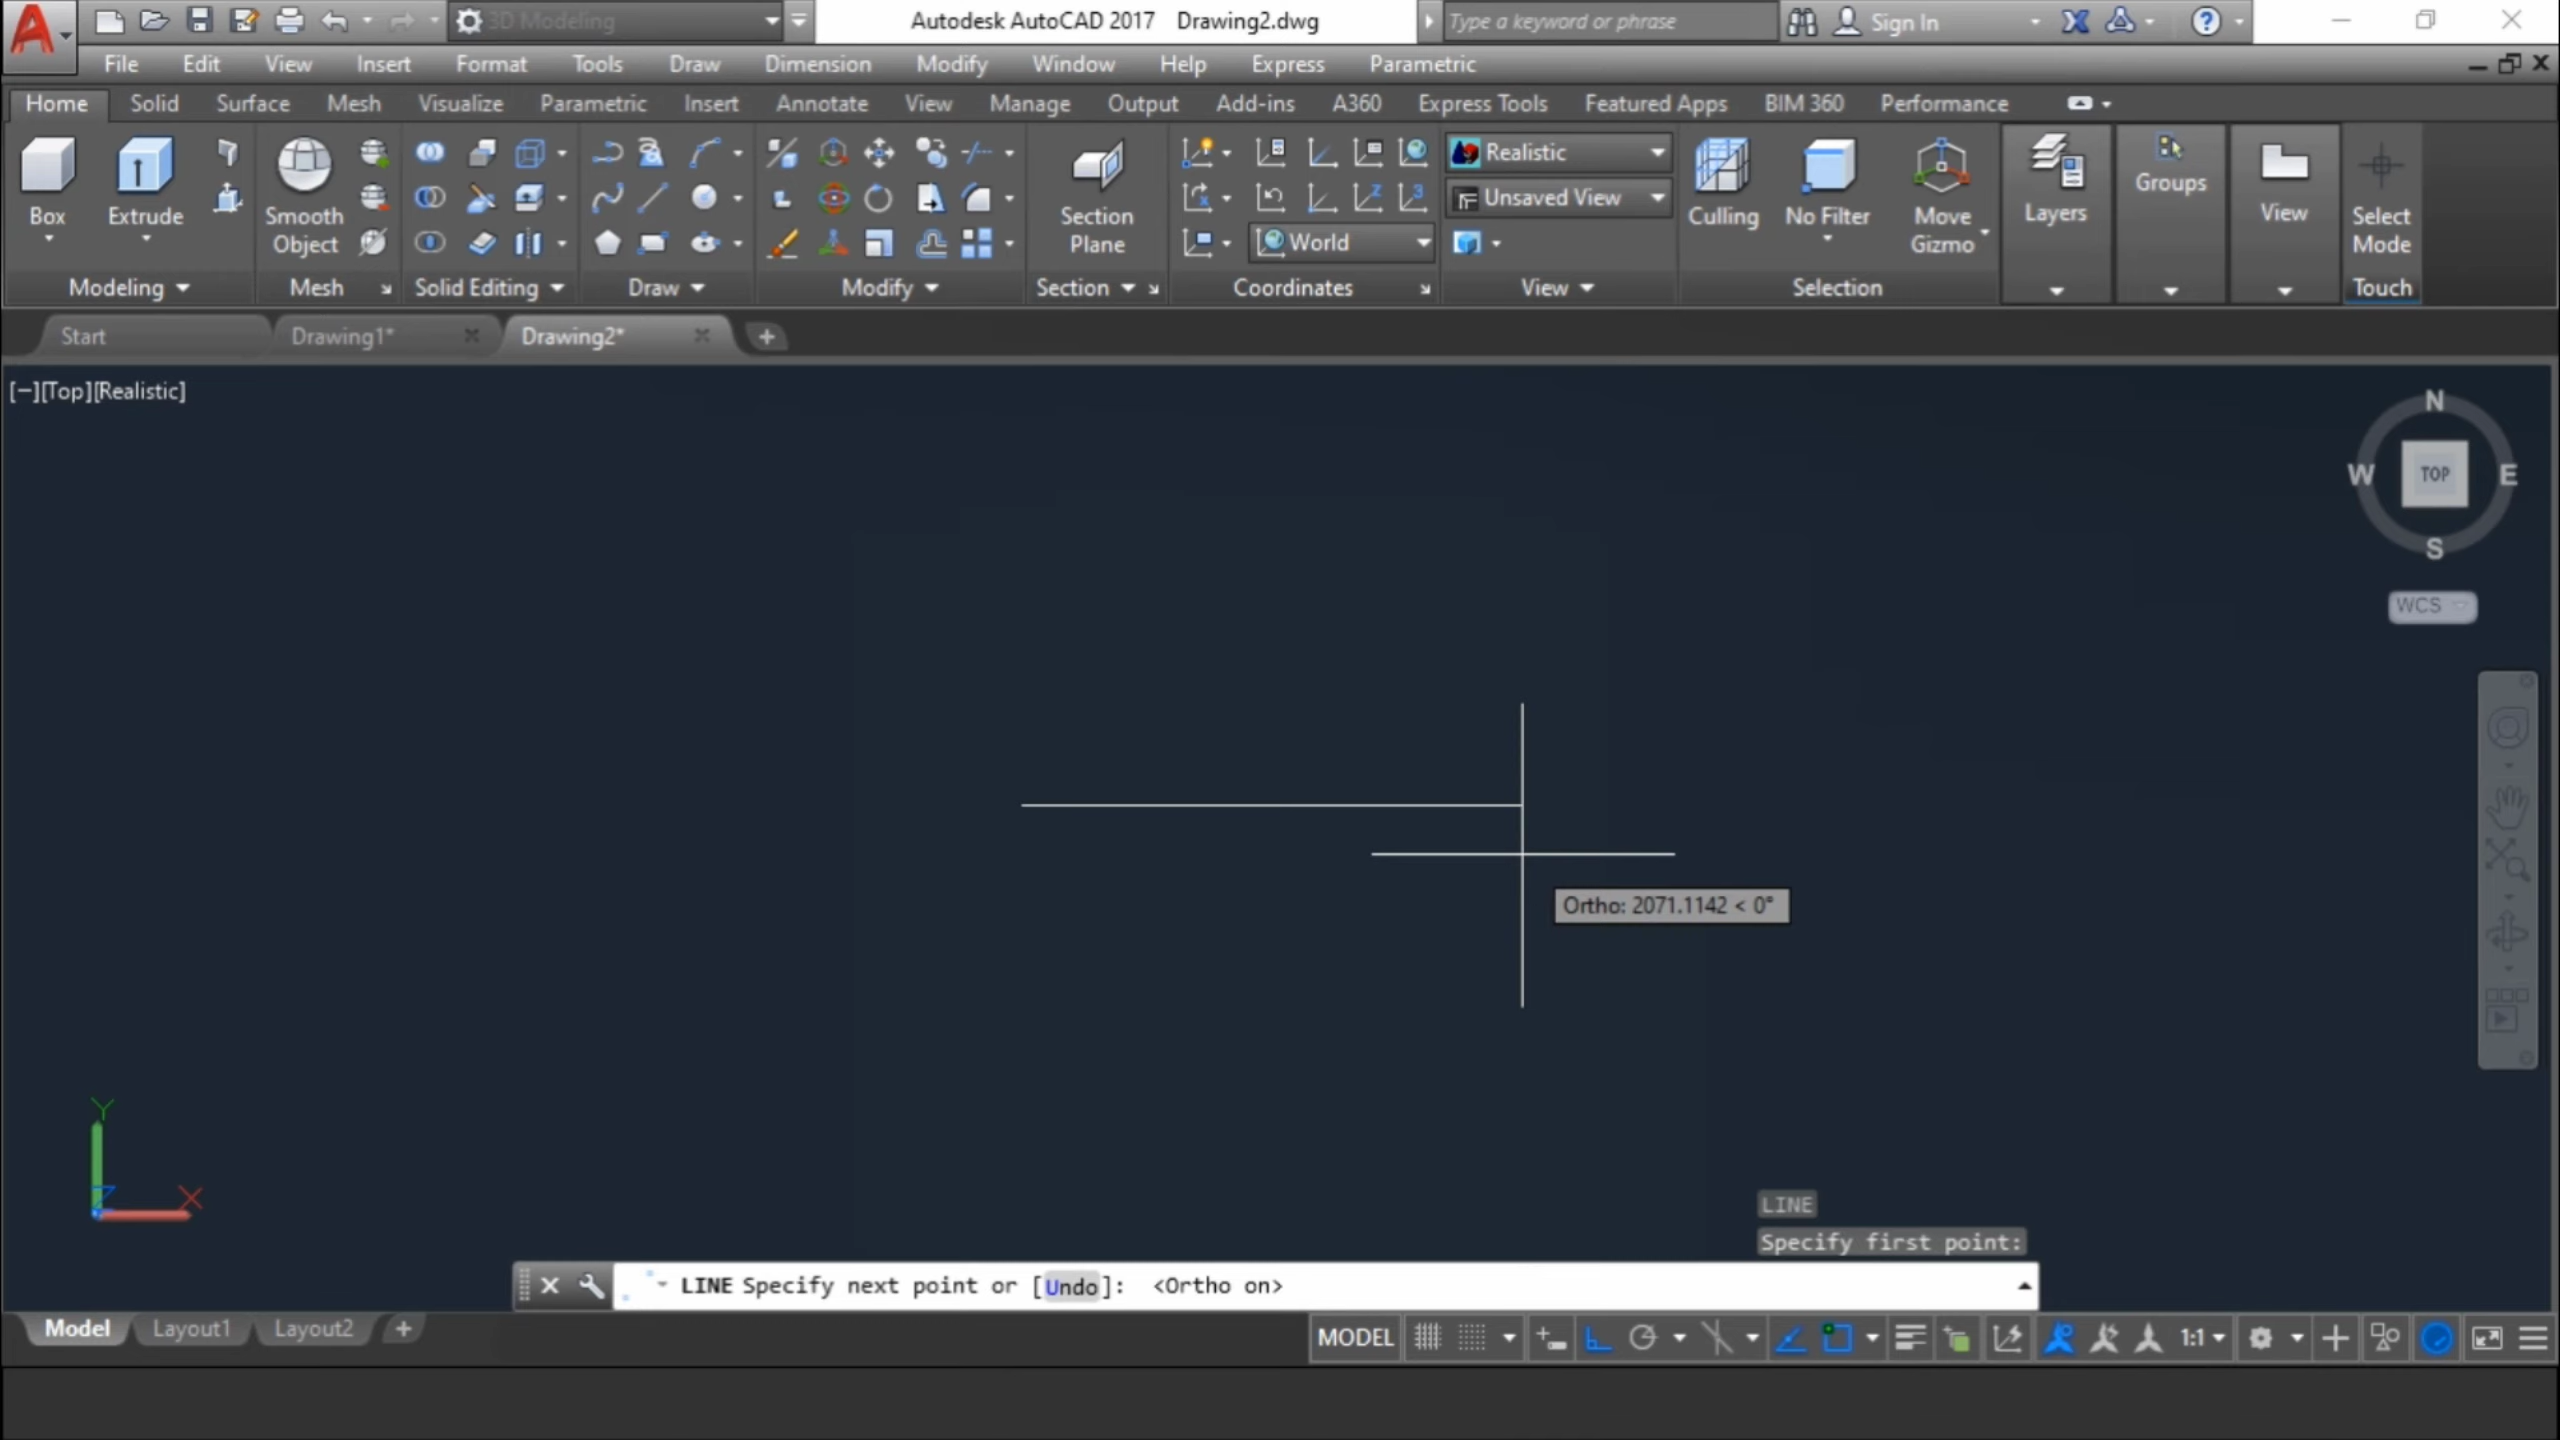 3D Modeling
Autodesk AutoCAD 2017 Drawing2.dwg
Type a keyword or phrase
Sign In
File Edit View Insert Format Tools Draw Dimension Modify Window Help Express Parametric
Home Solid Surface Mesh Visualize Parametric Insert Annotate View Manage Output Add-ins A360 Express Tools Featured Apps BIM 360 Performance
Box
Extrude
Smooth
Object
Section
Plane
World
Realistic
Unsaved View
Culling
No Filter
Move
Gizmo
Layers
Groups
View
Select
Mode
Modeling Mesh Solid Editing Draw Modify Section Coordinates View Selection Touch
Start Drawing1* Drawing2*
[−][Top][Realistic]
N
W TOP E
S
WCS
Ortho: 2071.1142 < 0°
Y
Z X
LINE
Specify first point:
LINE Specify next point or [Undo]: <Ortho on>
Model Layout1 Layout2
MODEL 1:1